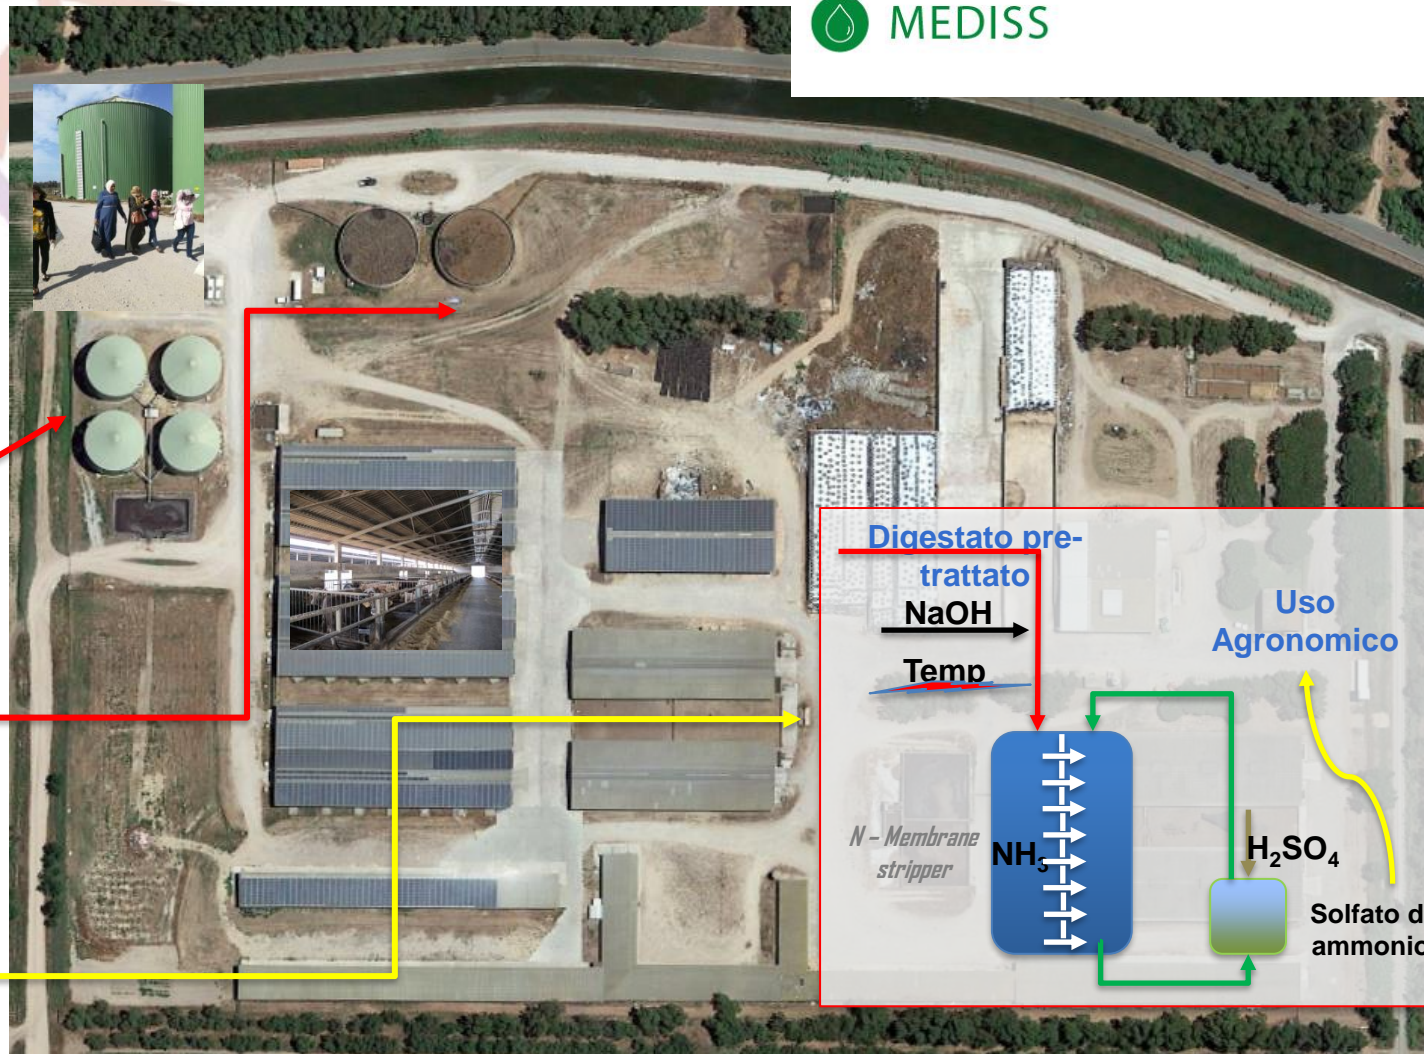 MEDISS
Digestato pre-
trattato
NaOH
Temp
Uso
Agronomico
N - Membrane
stripper
NH₃
H₂SO₄
Solfato d
ammonic